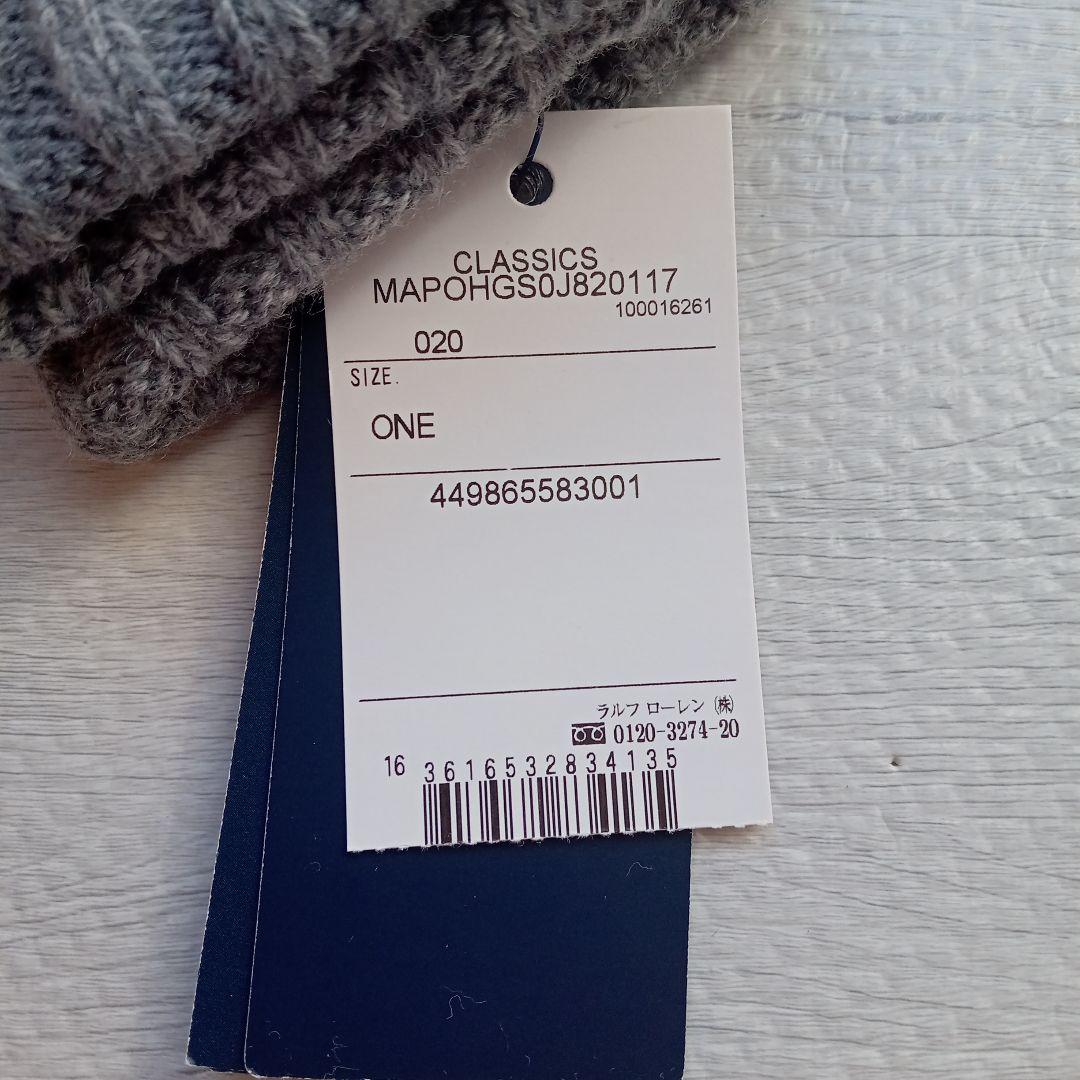 CLASSICS
MAPOHGS0J820117
100016261
020
SIZE.
ONE
449865583001
ラルフ ローレン (株)
0120-3274-20
16 3616532834135